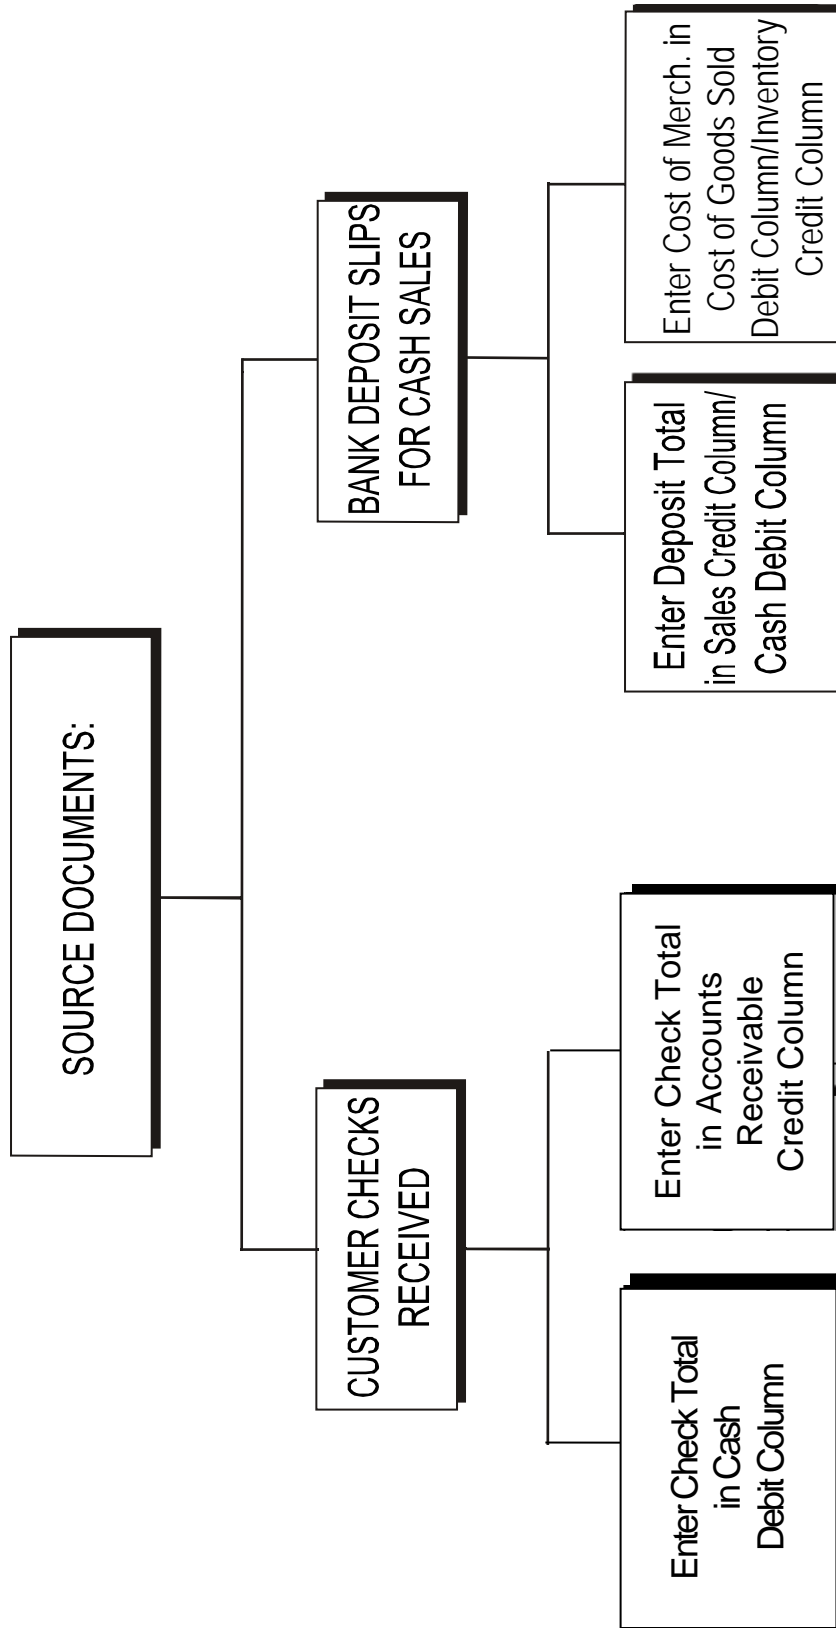 SOURCE DOCUMENTS:
CUSTOMER CHECKS
RECEIVED
BANK DEPOSIT SLIPS
FOR CASH SALES
Enter Check Total
in Cash
Debit Column
Enter Check Total
in Accounts
Receivable
Credit Column
Enter Deposit Total
in Sales Credit Column/
Cash Debit Column
Enter Cost of Merch. in
Cost of Goods Sold
Debit Column/Inventory
Credit Column